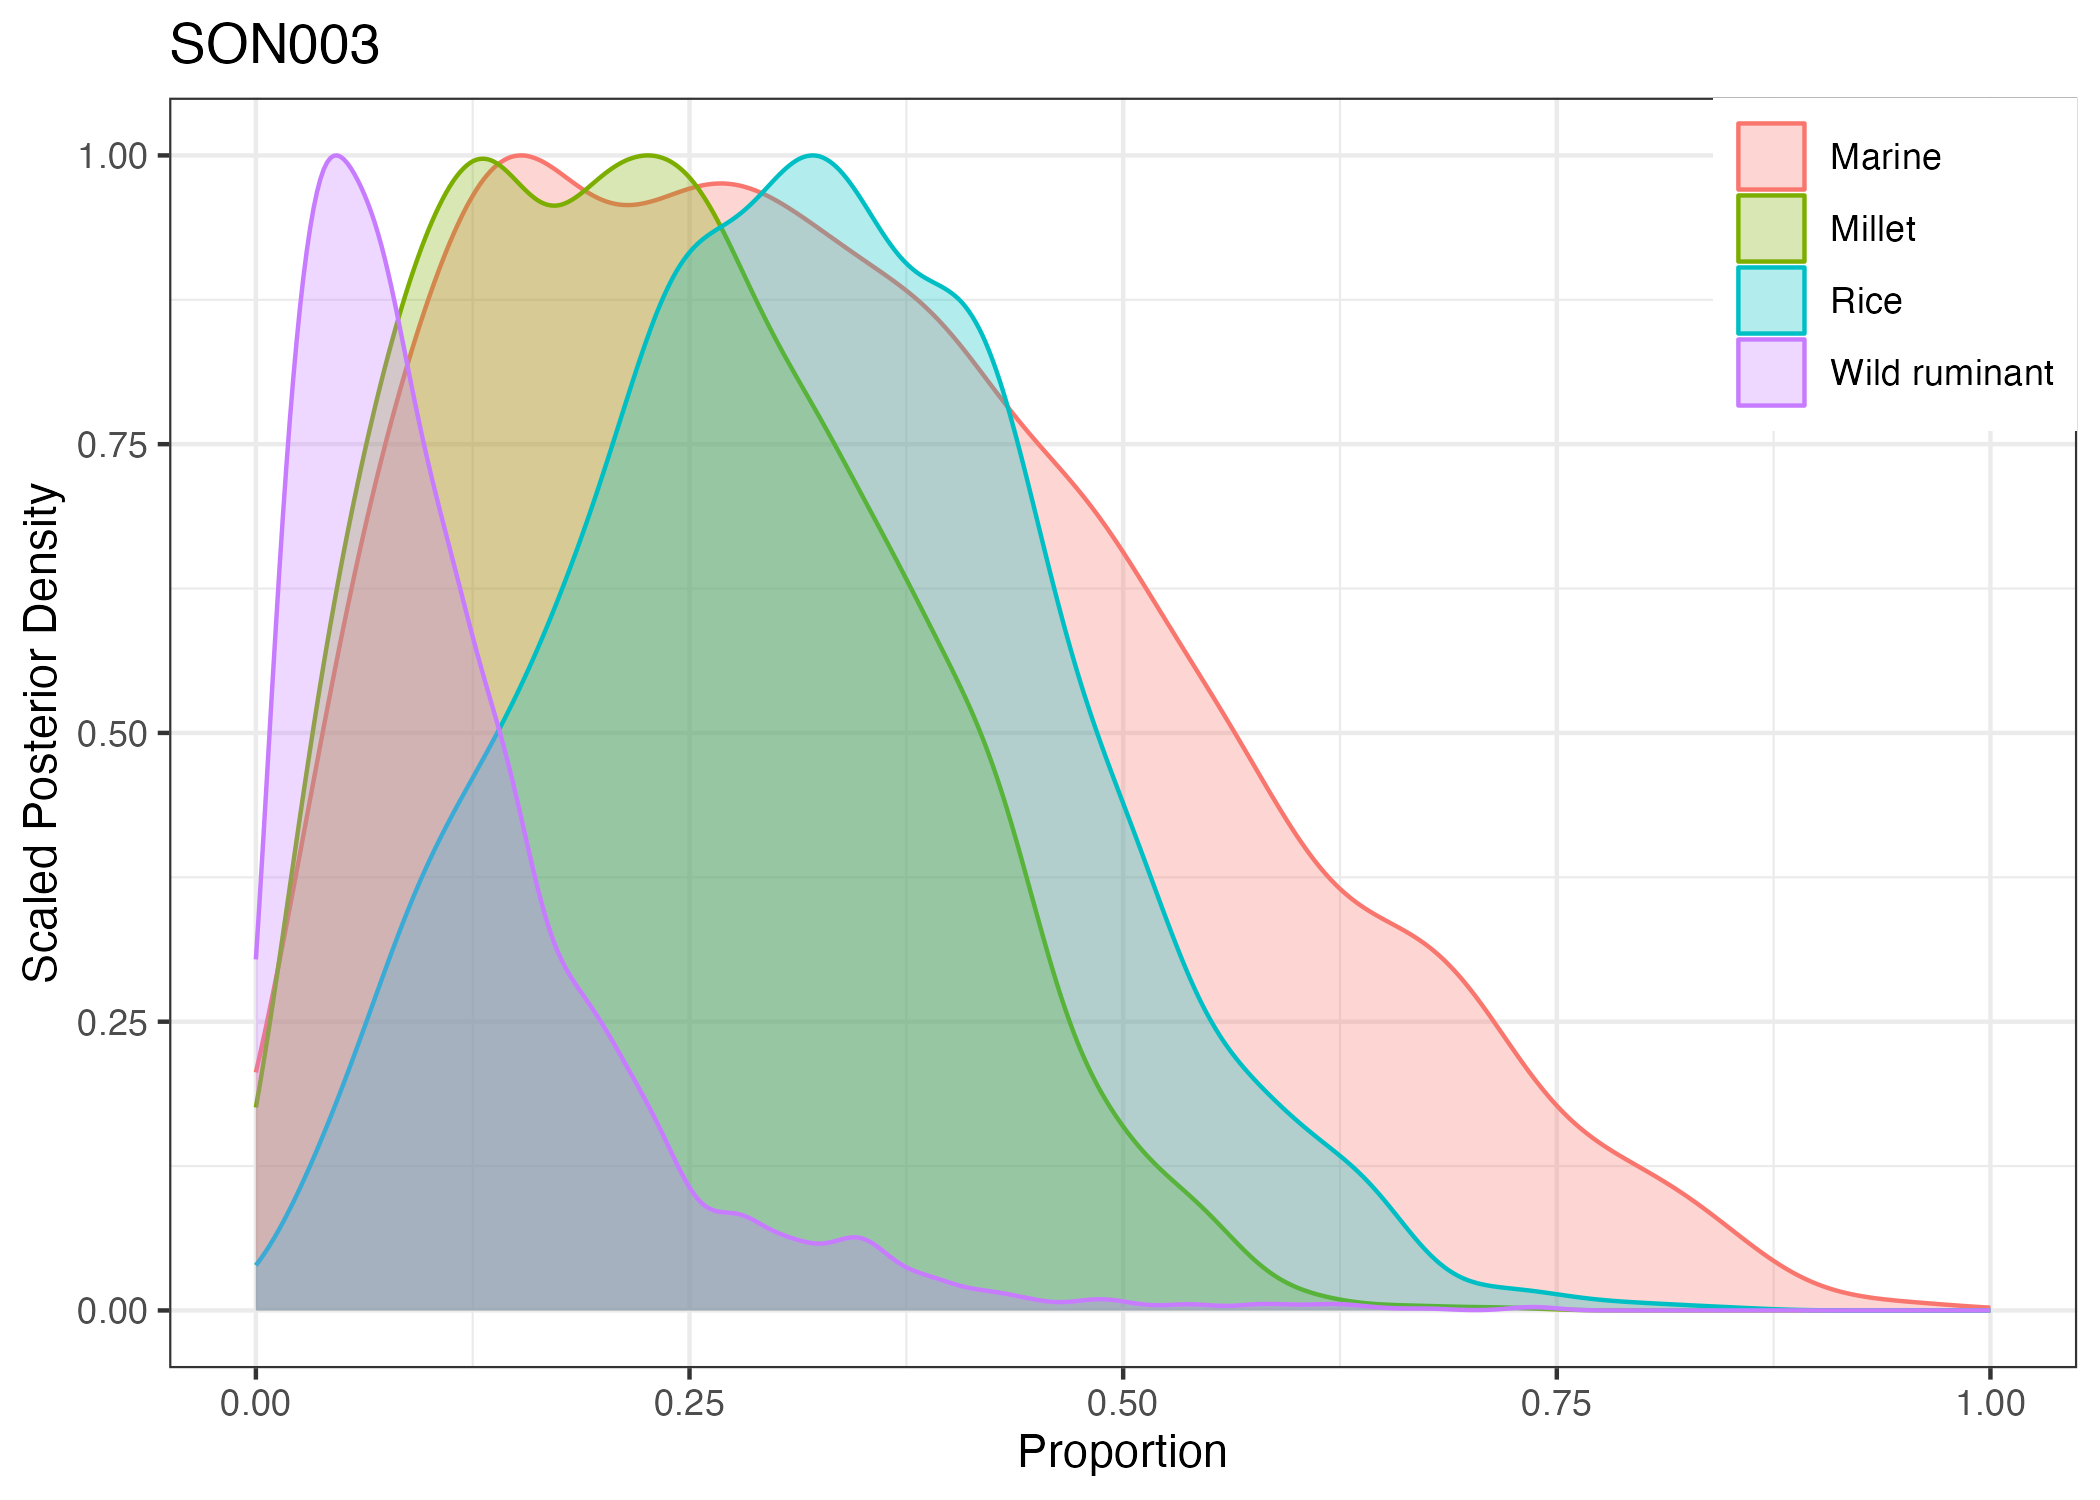 SON003
Scaled Posterior Density
1.00
0.75
0.50
0.25
0.00
0.00 0.25 0.50 0.75 1.00
Proportion
Marine
Millet
Rice
Wild ruminant